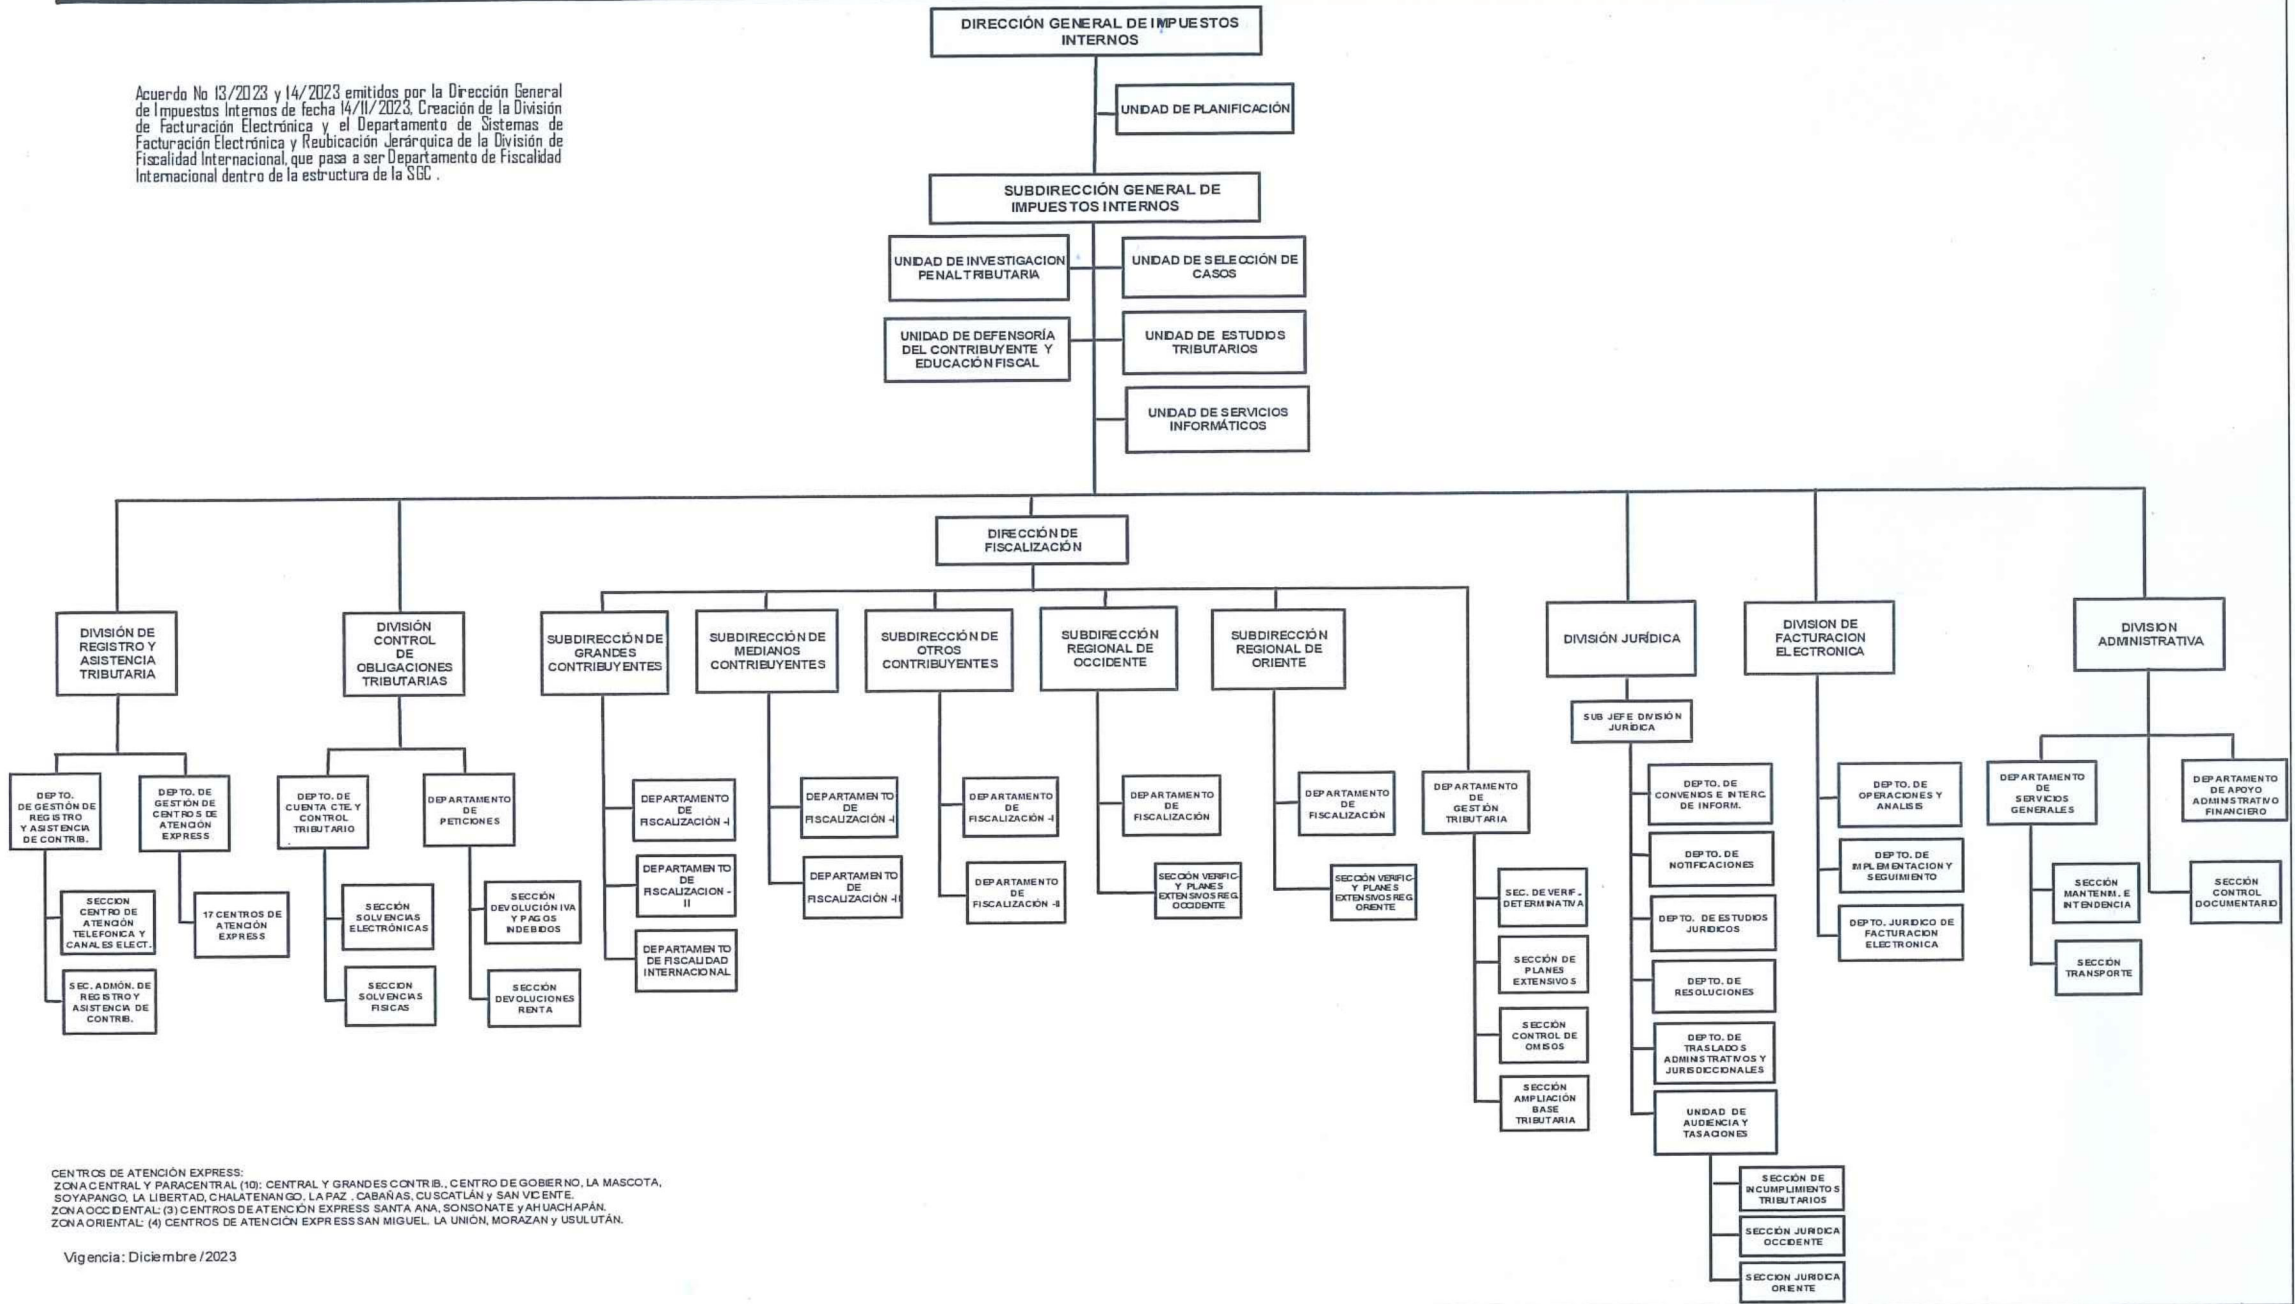 DIRECCIÓN GENERAL DE IMPUESTOS
INTERNOS
Acuerdo No 13/2023 y 14/2023 emitidos por la Dirección General
de Impuestos Internos de fecha 14/11/2023, Creación de la División
de Facturación Electrónica y el Departamento de Sistemas de
Facturación Electrónica y Reubicación Jerárquica de la División de
Fiscalidad Internacional, que pasa a ser Departamento de Fiscalidad
Internacional dentro de la estructura de la SGC .
UNIDAD DE PLANIFICACIÓN
SUBDIRECCIÓN GENERAL DE
IMPUESTOS INTERNOS
UNIDAD DE INVESTIGACION
PENAL TRIBUTARIA
UNIDAD DE SELECCIÓN DE
CASOS
UNIDAD DE DEFENSORÍA
DEL CONTRIBUYENTE Y
EDUCACIÓN FISCAL
UNIDAD DE ESTUDIOS
TRIBUTARIOS
UNIDAD DE SERVICIOS
INFORMÁTICOS
DIRECCIÓN DE
FISCALIZACIÓN
DIVISIÓN DE
REGISTRO Y
ASISTENCIA
TRIBUTARIA
DIVISIÓN
CONTROL
DE
OBLIGACIONES
TRIBUTARIAS
SUBDIRECCIÓN DE
GRANDES
CONTRIBUYENTES
SUBDIRECCIÓN DE
MEDIANOS
CONTRIBUYENTES
SUBDIRECCIÓN DE
OTROS
CONTRIBUYENTES
SUBDIRECCIÓN
REGIONAL DE
OCCIDENTE
SUBDIRECCIÓN
REGIONAL DE
ORIENTE
DIVISIÓN JURÍDICA
DIVISION DE
FACTURACION
ELECTRONICA
DIVISION
ADMINISTRATIVA
SUB JEFE DIVISIÓN
JURÍDICA
DEPTO.
DE GESTIÓN DE
REGISTRO
Y ASISTENCIA
DE CONTRIB.
DEPTO. DE
GESTIÓN DE
CENTROS DE
ATENCIÓN
EXPRESS
DEPTO. DE
CUENTA CTE. Y
CONTROL
TRIBUTARIO
DEPARTAMENTO
DE
PETICIONES
DEPARTAMENTO
DE
FISCALIZACIÓN -I
DEPARTAMENTO
DE
FISCALIZACIÓN -I
DEPARTAMENTO
DE
FISCALIZACIÓN -I
DEPARTAMENTO
DE
FISCALIZACIÓN
DEPARTAMENTO
DE
FISCALIZACIÓN
DEPARTAMENTO
DE
GESTIÓN
TRIBUTARIA
DEPTO. DE
CONVENIOS E INTERC.
DE INFORM.
DEPTO. DE
OPERACIONES Y
ANALISIS
DEPARTAMENTO
DE
SERVICIOS
GENERALES
DEPARTAMENTO
DE APOYO
ADMINISTRATIVO
FINANCIERO
SECCION
CENTRO DE
ATENCIÓN
TELEFONICA Y
CANALES ELECT.
17 CENTROS DE
ATENCIÓN
EXPRESS
SECCIÓN
SOLVENCIAS
ELECTRÓNICAS
SECCIÓN
DEVOLUCIÓN IVA
Y PAGOS
INDEBIDOS
DEPARTAMENTO
DE
FISCALIZACION -
II
DEPARTAMENTO
DE
FISCALIZACIÓN -II
DEPARTAMENTO
DE
FISCALIZACIÓN -II
SECCIÓN VERIFIC-
Y PLANES
EXTENSIVOS REG.
OCCIDENTE
SECCIÓN VERIFIC-
Y PLANES
EXTENSIVOS REG.
ORIENTE
SEC. DE VERIF.-
DETERMINATIVA
DEPTO. DE
NOTIFICACIONES
DEPTO. DE
IMPLEMENTACION Y
SEGUIMIENTO
SECCIÓN
MANTENIM. E
INTENDENCIA
SECCIÓN
CONTROL
DOCUMENTARIO
SEC. ADMÓN. DE
REGISTRO Y
ASISTENCIA DE
CONTRIB.
SECCION
SOLVENCIAS
FISICAS
SECCIÓN
DEVOLUCIONES
RENTA
DEPARTAMENTO
DE FISCALIDAD
INTERNACIONAL
SECCIÓN DE
PLANES
EXTENSIVOS
DEPTO. DE ESTUDIOS
JURIDICOS
DEPTO. JURIDICO DE
FACTURACION
ELECTRONICA
SECCIÓN
TRANSPORTE
DEPTO. DE
RESOLUCIONES
SECCIÓN
CONTROL DE
OMISOS
DEPTO. DE
TRASLADOS
ADMINISTRATIVOS Y
JURISDICCIONALES
SECCIÓN
AMPLIACIÓN
BASE
TRIBUTARIA
UNIDAD DE
AUDIENCIA Y
TASACIONES
SECCIÓN DE
INCUMPLIMIENTOS
TRIBUTARIOS
SECCIÓN JURIDICA
OCCIDENTE
SECCION JURIDICA
ORIENTE
CENTROS DE ATENCIÓN EXPRESS:
ZONA CENTRAL Y PARACENTRAL (10): CENTRAL Y GRANDES CONTRIB., CENTRO DE GOBIERNO, LA MASCOTA,
SOYAPANGO, LA LIBERTAD, CHALATENANGO, LA PAZ , CABAÑAS, CUSCATLÁN y SAN VICENTE.
ZONA OCCIDENTAL: (3) CENTROS DE ATENCIÓN EXPRESS SANTA ANA, SONSONATE y AHUACHAPÁN.
ZONA ORIENTAL: (4) CENTROS DE ATENCIÓN EXPRESS SAN MIGUEL, LA UNIÓN, MORAZAN y USULUTÁN.
Vigencia: Diciembre /2023